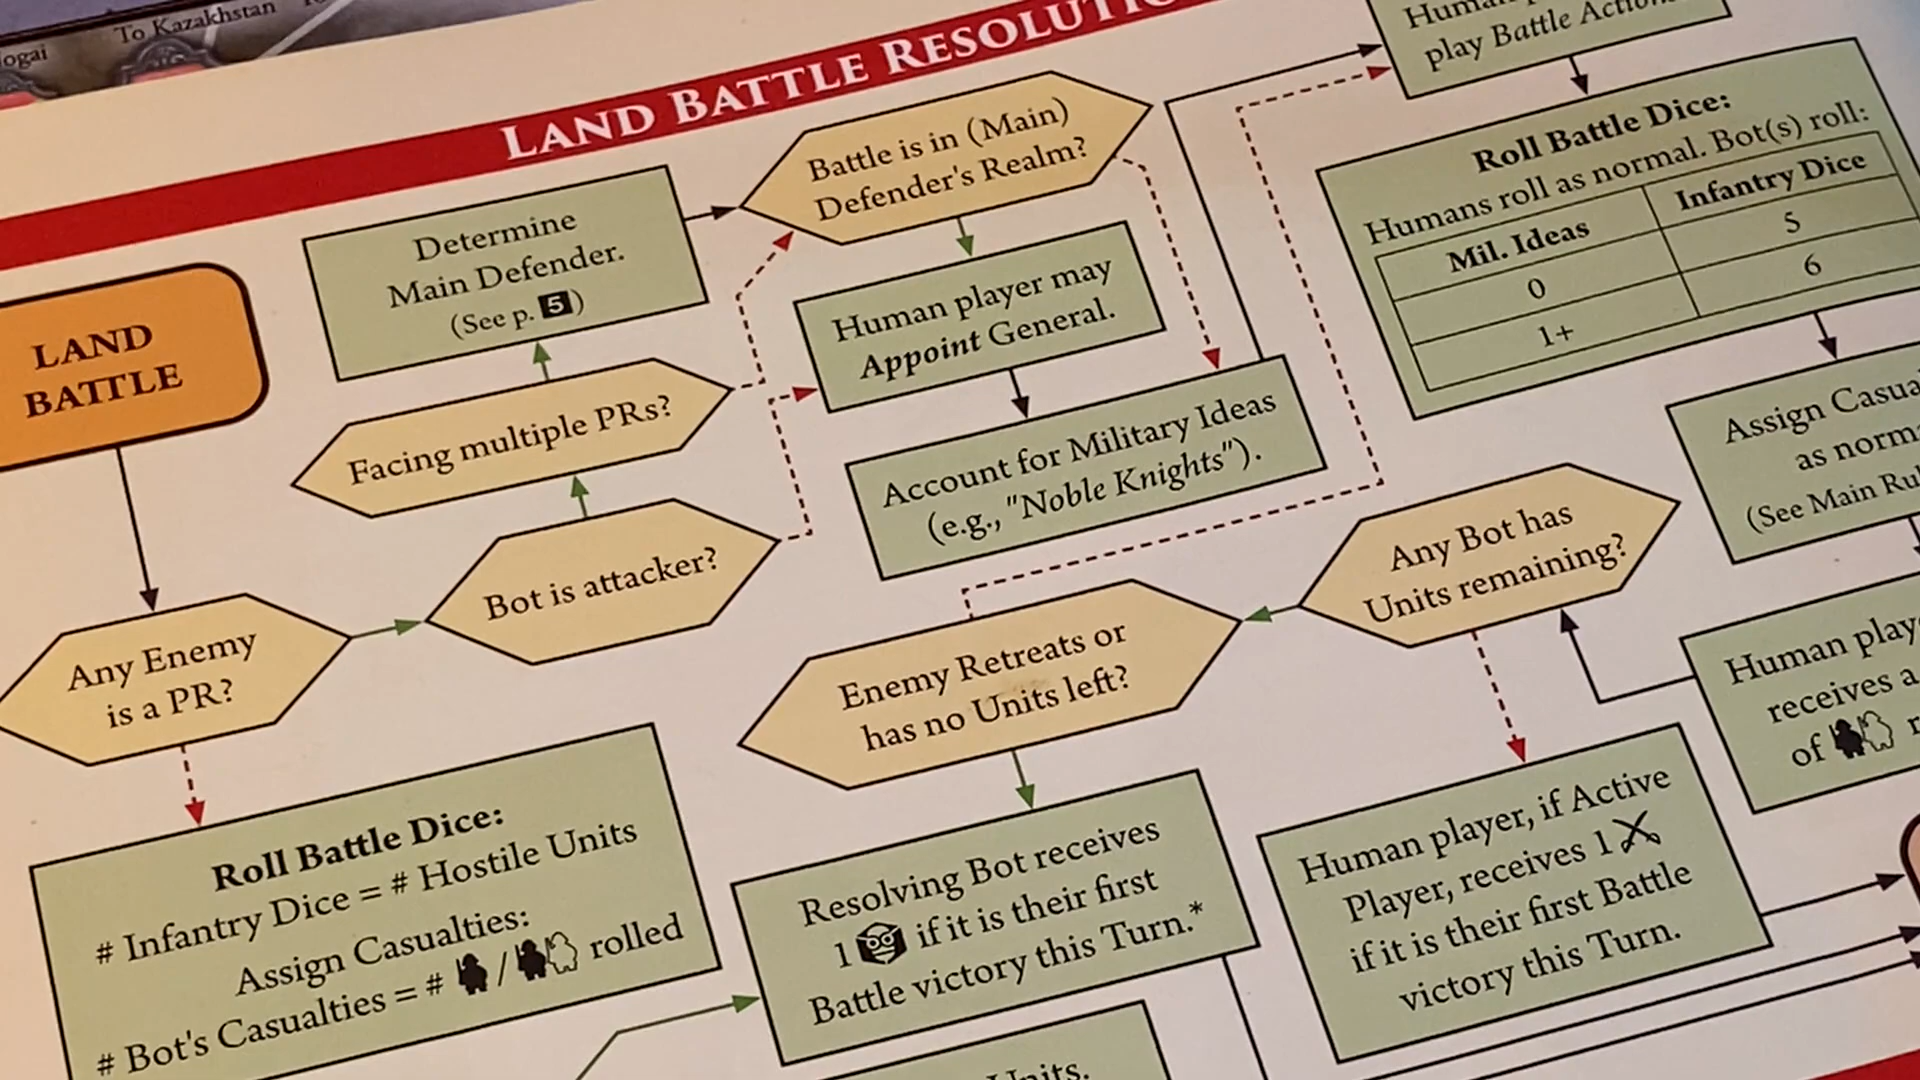 To Kazakhstan
ogai
LAND BATTLE
Human
play Battle Action
LAND
BATTLE
Any Enemy
is a PR?
Bot is attacker?
Facing multiple PRs?
Determine
Main Defender.
(See p. 5)
Battle is in (Main)
Defender's Realm?
Human player may
Appoint General.
Account for Military Ideas
(e.g., "Noble Knights").
Roll Battle Dice:
Humans roll as normal. Bot(s) roll:
Mil. Ideas Infantry Dice
0 5
1+ 6
Assign
as
(See Main
Human
receives a
of
Any Bot has
Units remaining?
Enemy Retreats or
has no Units left?
Roll Battle Dice:
# Infantry Dice = # Hostile Units
Assign Casualties:
# Bot's Casualties = # / rolled
Resolving Bot receives
1 if it is their first
Battle victory this Turn.*
Human player, if Active
Player, receives 1
if it is their first Battle
victory this Turn.
Units.